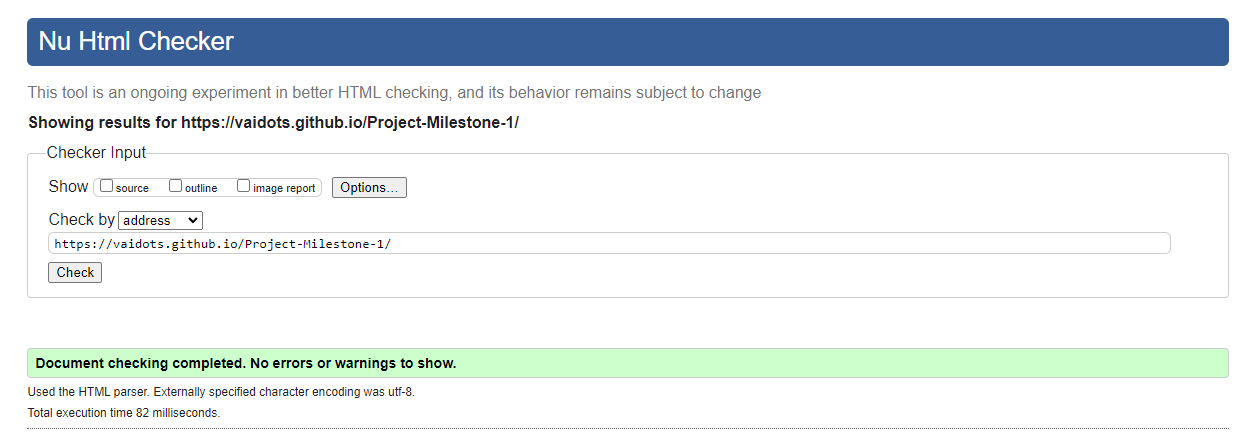 Nu Html Checker
This tool is an ongoing experiment in better HTML checking, and its behavior remains subject to change
Showing results for https://vaidots.github.io/Project-Milestone-1/
Checker Input
Show source outline image report Options...
Check by address
https://vaidots.github.io/Project-Milestone-1/
Check
Document checking completed. No errors or warnings to show.
Used the HTML parser. Externally specified character encoding was utf-8.
Total execution time 82 milliseconds.